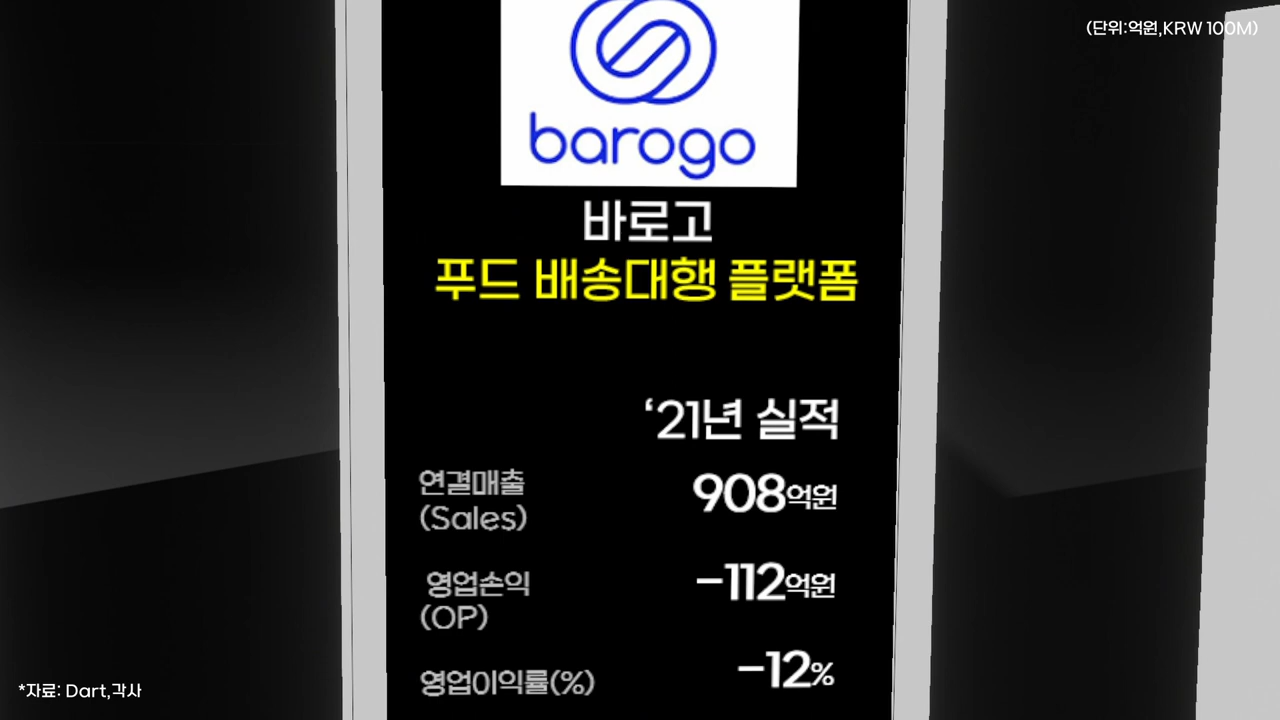 (단위:억원,KRW 100M)
barogo
바로고
푸드 배송대행 플랫폼
‘21년 실적
연결매출
(Sales)
908억원
영업손익
(OP)
-112억원
영업이익률(%)
-12%
*자료: Dart,각사